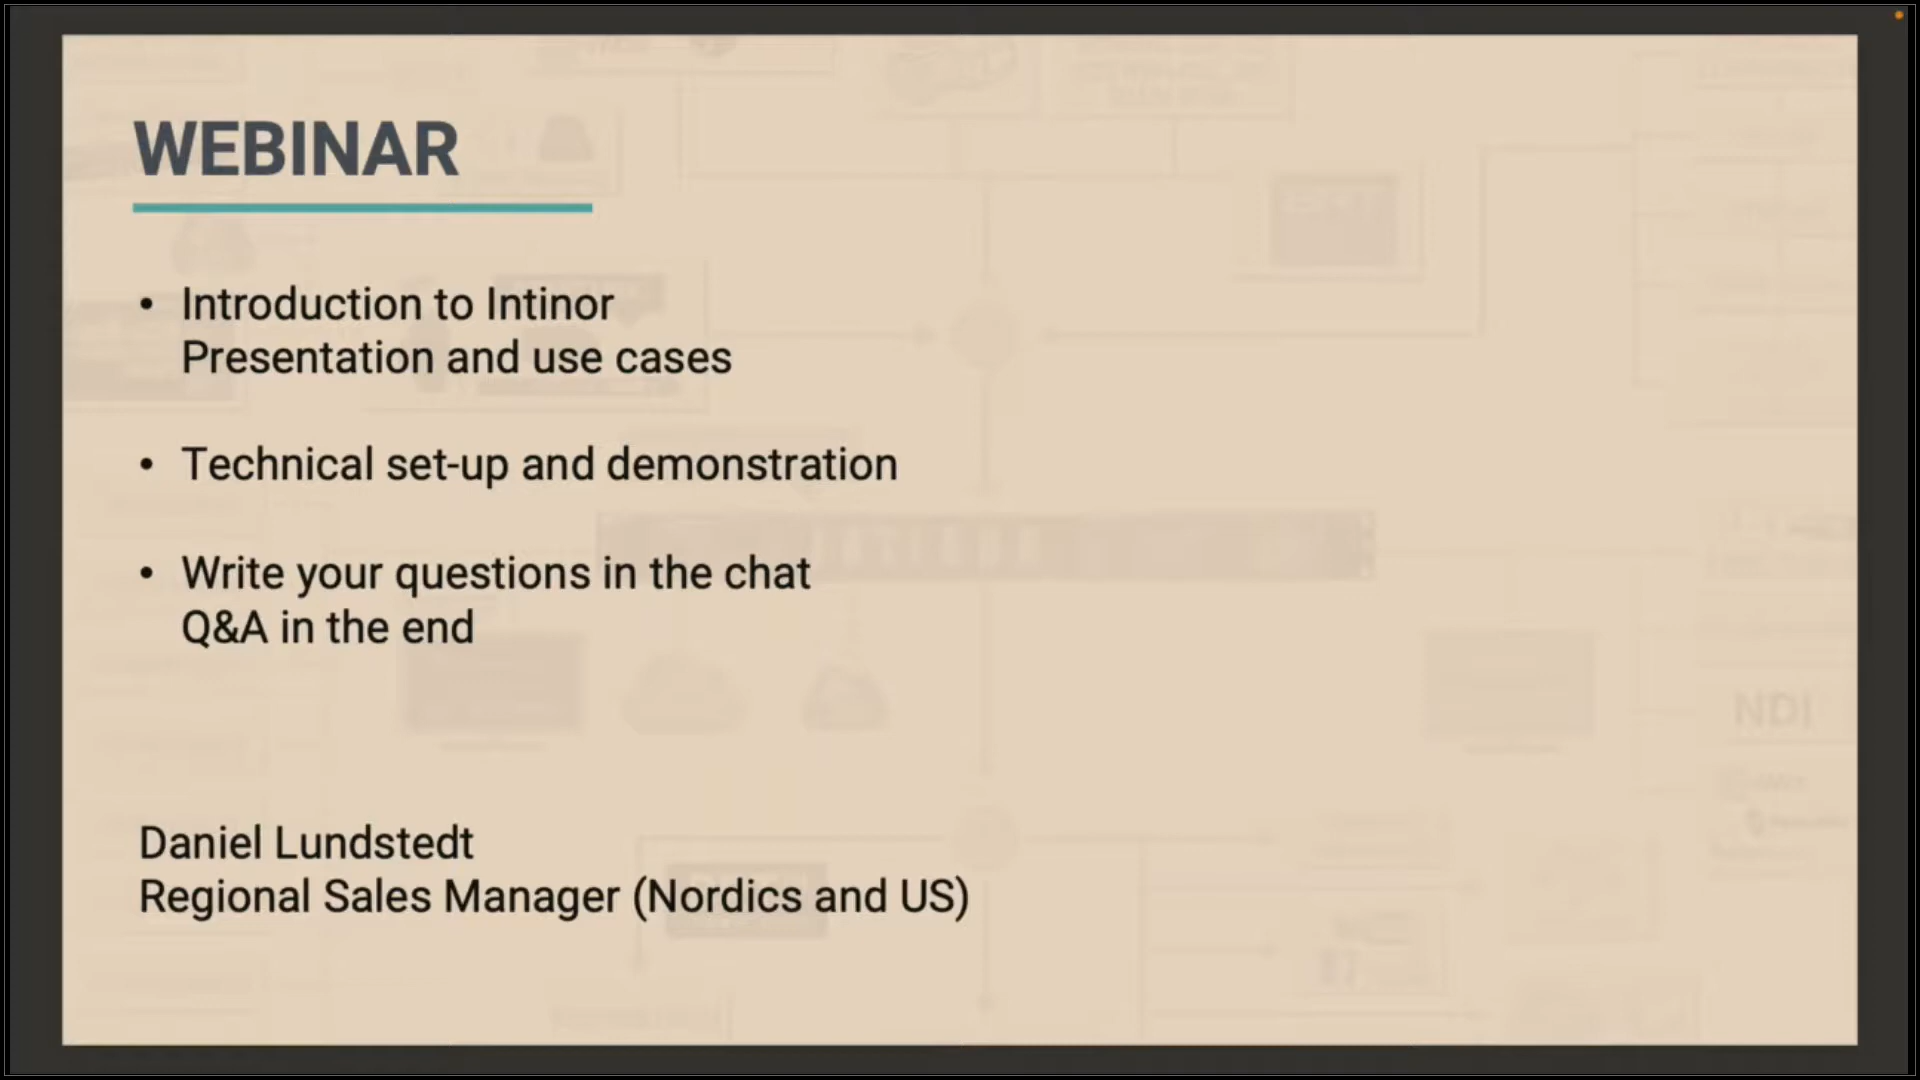 WEBINAR
• Introduction to Intinor
Presentation and use cases
• Technical set-up and demonstration
• Write your questions in the chat
Q&A in the end
NDI
Daniel Lundstedt
Regional Sales Manager (Nordics and US)